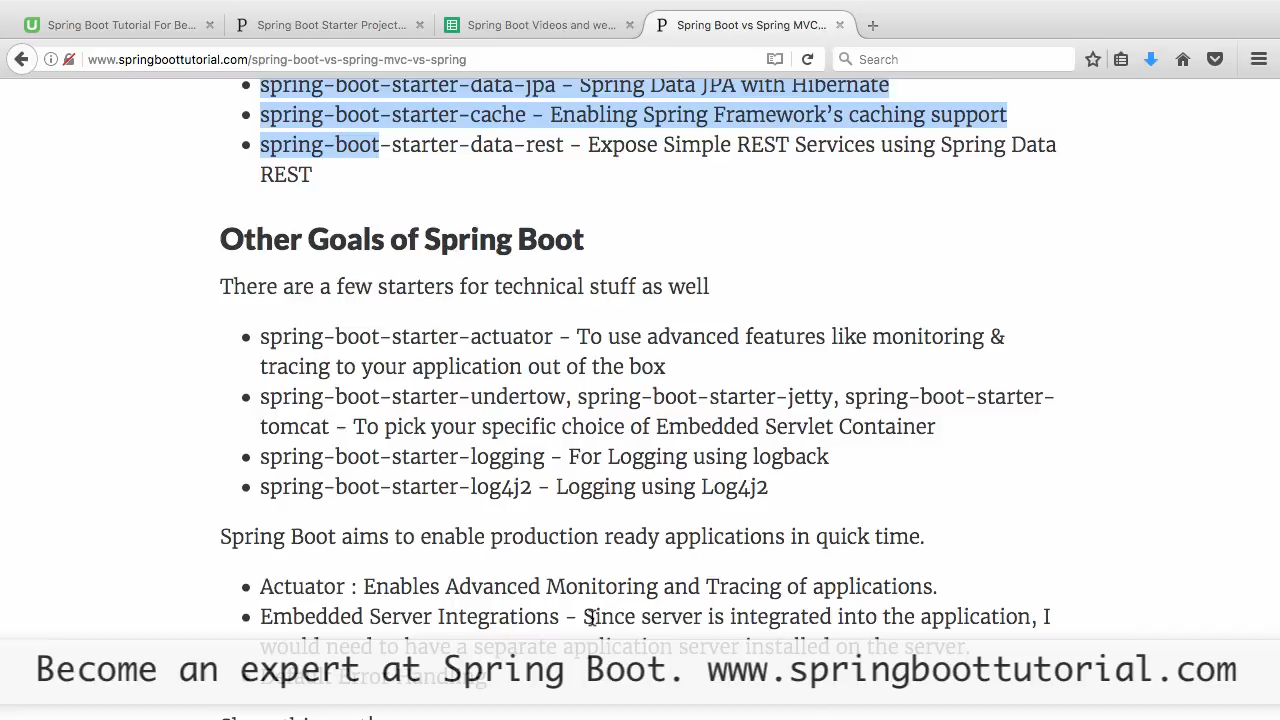 Spring Boot Tutorial For Be...
Spring Boot Starter Project...
Spring Boot Videos and we...
Spring Boot vs Spring MVC...
www.springboottutorial.com/spring-boot-vs-spring-mvc-vs-spring
Search
spring-boot-starter-data-jpa – Spring Data JPA with Hibernate
spring-boot-starter-cache – Enabling Spring Framework’s caching support
spring-boot-starter-data-rest – Expose Simple REST Services using Spring Data
REST
Other Goals of Spring Boot
There are a few starters for technical stuff as well
spring-boot-starter-actuator – To use advanced features like monitoring &
tracing to your application out of the box
spring-boot-starter-undertow, spring-boot-starter-jetty, spring-boot-starter-
tomcat – To pick your specific choice of Embedded Servlet Container
spring-boot-starter-logging – For Logging using logback
spring-boot-starter-log4j2 – Logging using Log4j2
Spring Boot aims to enable production ready applications in quick time.
Actuator : Enables Advanced Monitoring and Tracing of applications.
Embedded Server Integrations – Since server is integrated into the application, I
would need to have a separate application server installed on the server.
Become an expert at Spring Boot. www.springboottutorial.com
Default Error Handling